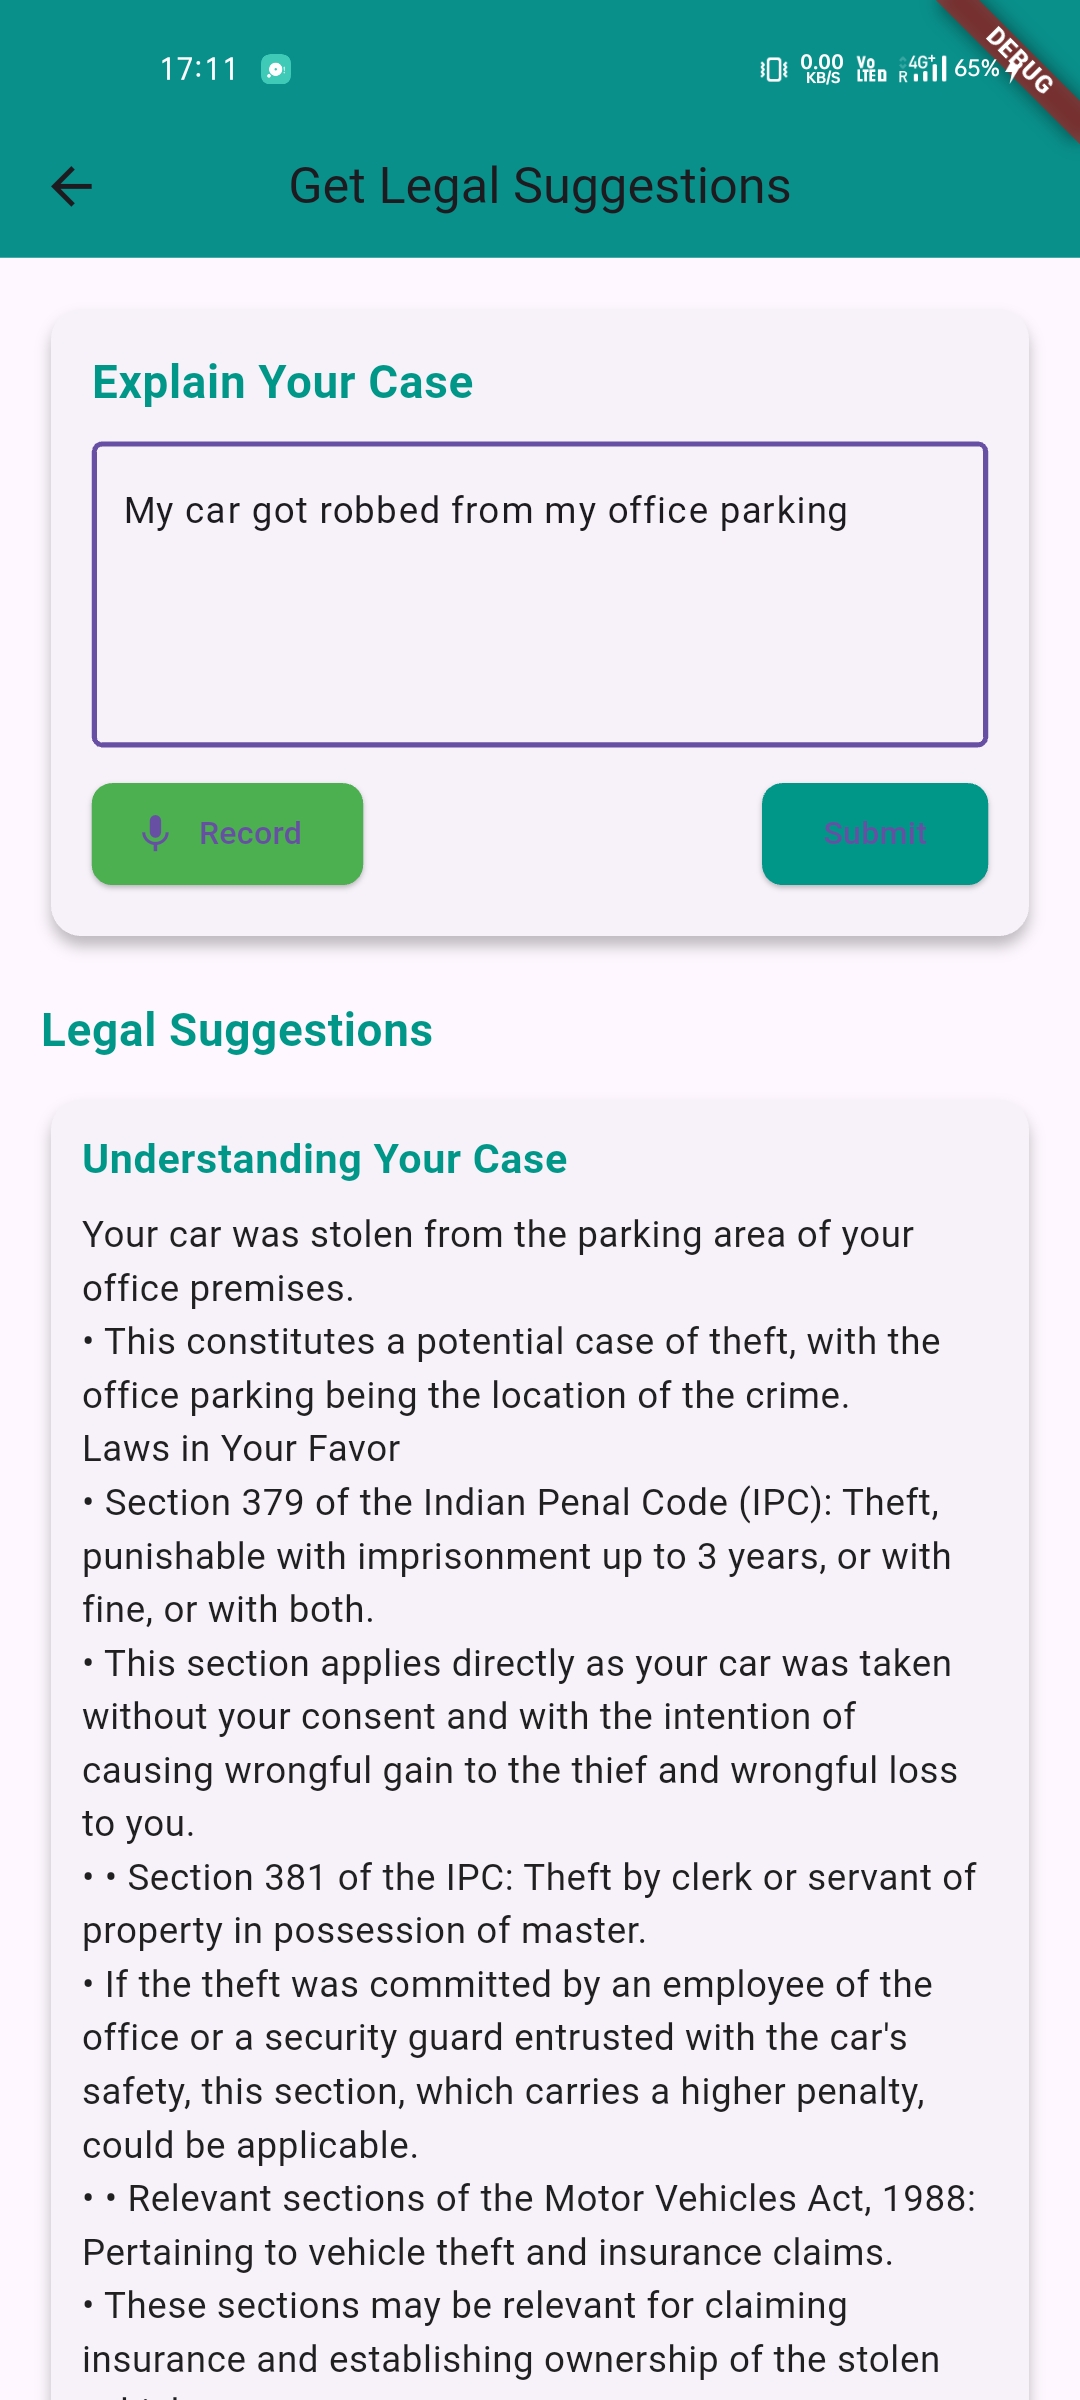 17:11
0.00
KB/S
Vo
LTED
R
4G+
65%
DEBUG
Get Legal Suggestions
Explain Your Case
My car got robbed from my office parking
Record
Submit
Legal Suggestions
Understanding Your Case
Your car was stolen from the parking area of your
office premises.
• This constitutes a potential case of theft, with the
office parking being the location of the crime.
Laws in Your Favor
• Section 379 of the Indian Penal Code (IPC): Theft,
punishable with imprisonment up to 3 years, or with
fine, or with both.
• This section applies directly as your car was taken
without your consent and with the intention of
causing wrongful gain to the thief and wrongful loss
to you.
• • Section 381 of the IPC: Theft by clerk or servant of
property in possession of master.
• If the theft was committed by an employee of the
office or a security guard entrusted with the car's
safety, this section, which carries a higher penalty,
could be applicable.
• • Relevant sections of the Motor Vehicles Act, 1988:
Pertaining to vehicle theft and insurance claims.
• These sections may be relevant for claiming
insurance and establishing ownership of the stolen